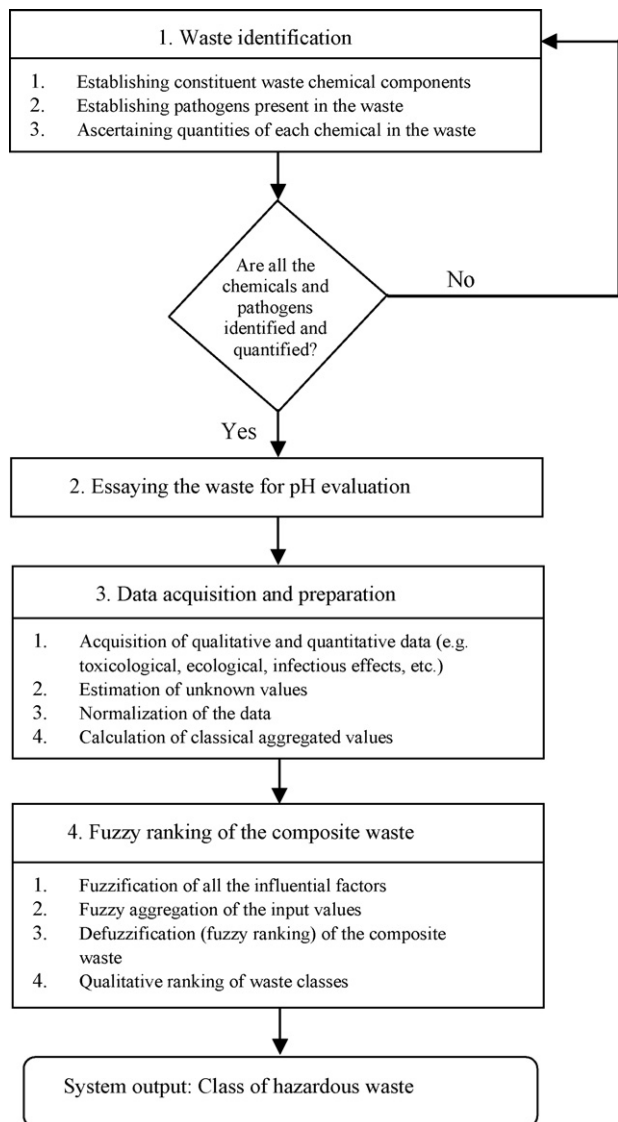 1. Waste identification
1. Establishing constituent waste chemical components
2. Establishing pathogens present in the waste
3. Ascertaining quantities of each chemical in the waste
Are all the
chemicals and
pathogens
identified and
quantified?
No
Yes
2. Essaying the waste for pH evaluation
3. Data acquisition and preparation
1. Acquisition of qualitative and quantitative data (e.g.
toxicological, ecological, infectious effects, etc.)
2. Estimation of unknown values
3. Normalization of the data
4. Calculation of classical aggregated values
4. Fuzzy ranking of the composite waste
1. Fuzzification of all the influential factors
2. Fuzzy aggregation of the input values
3. Defuzzification (fuzzy ranking) of the composite
waste
4. Qualitative ranking of waste classes
System output: Class of hazardous waste